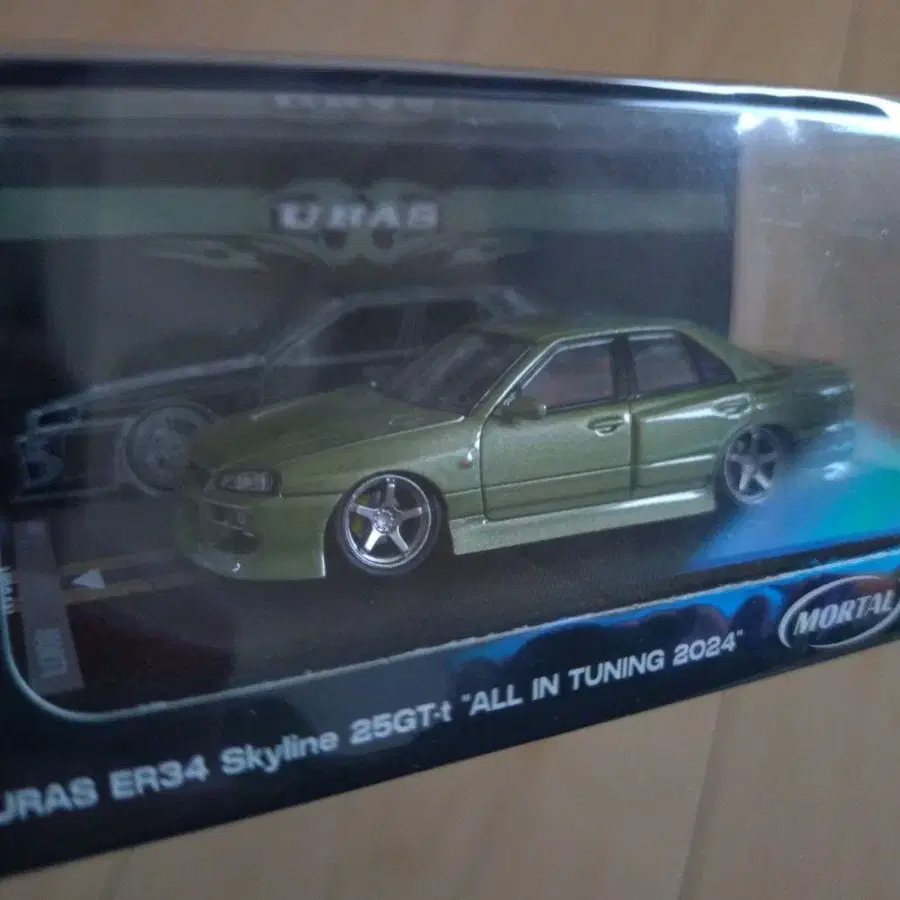 URAS
MORTAL
URAS ER34 Skyline 25GT-t "ALL IN TUNING 2024"